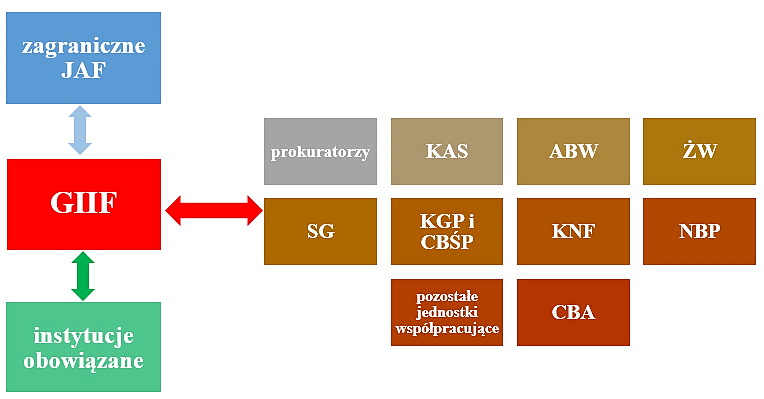 zagraniczne
JAF
GIIF
instytucje
obowiązane
prokuratorzy
KAS
ABW
ŻW
SG
KGP i
CBŚP
KNF
NBP
pozostałe
jednostki
współpracujące
CBA